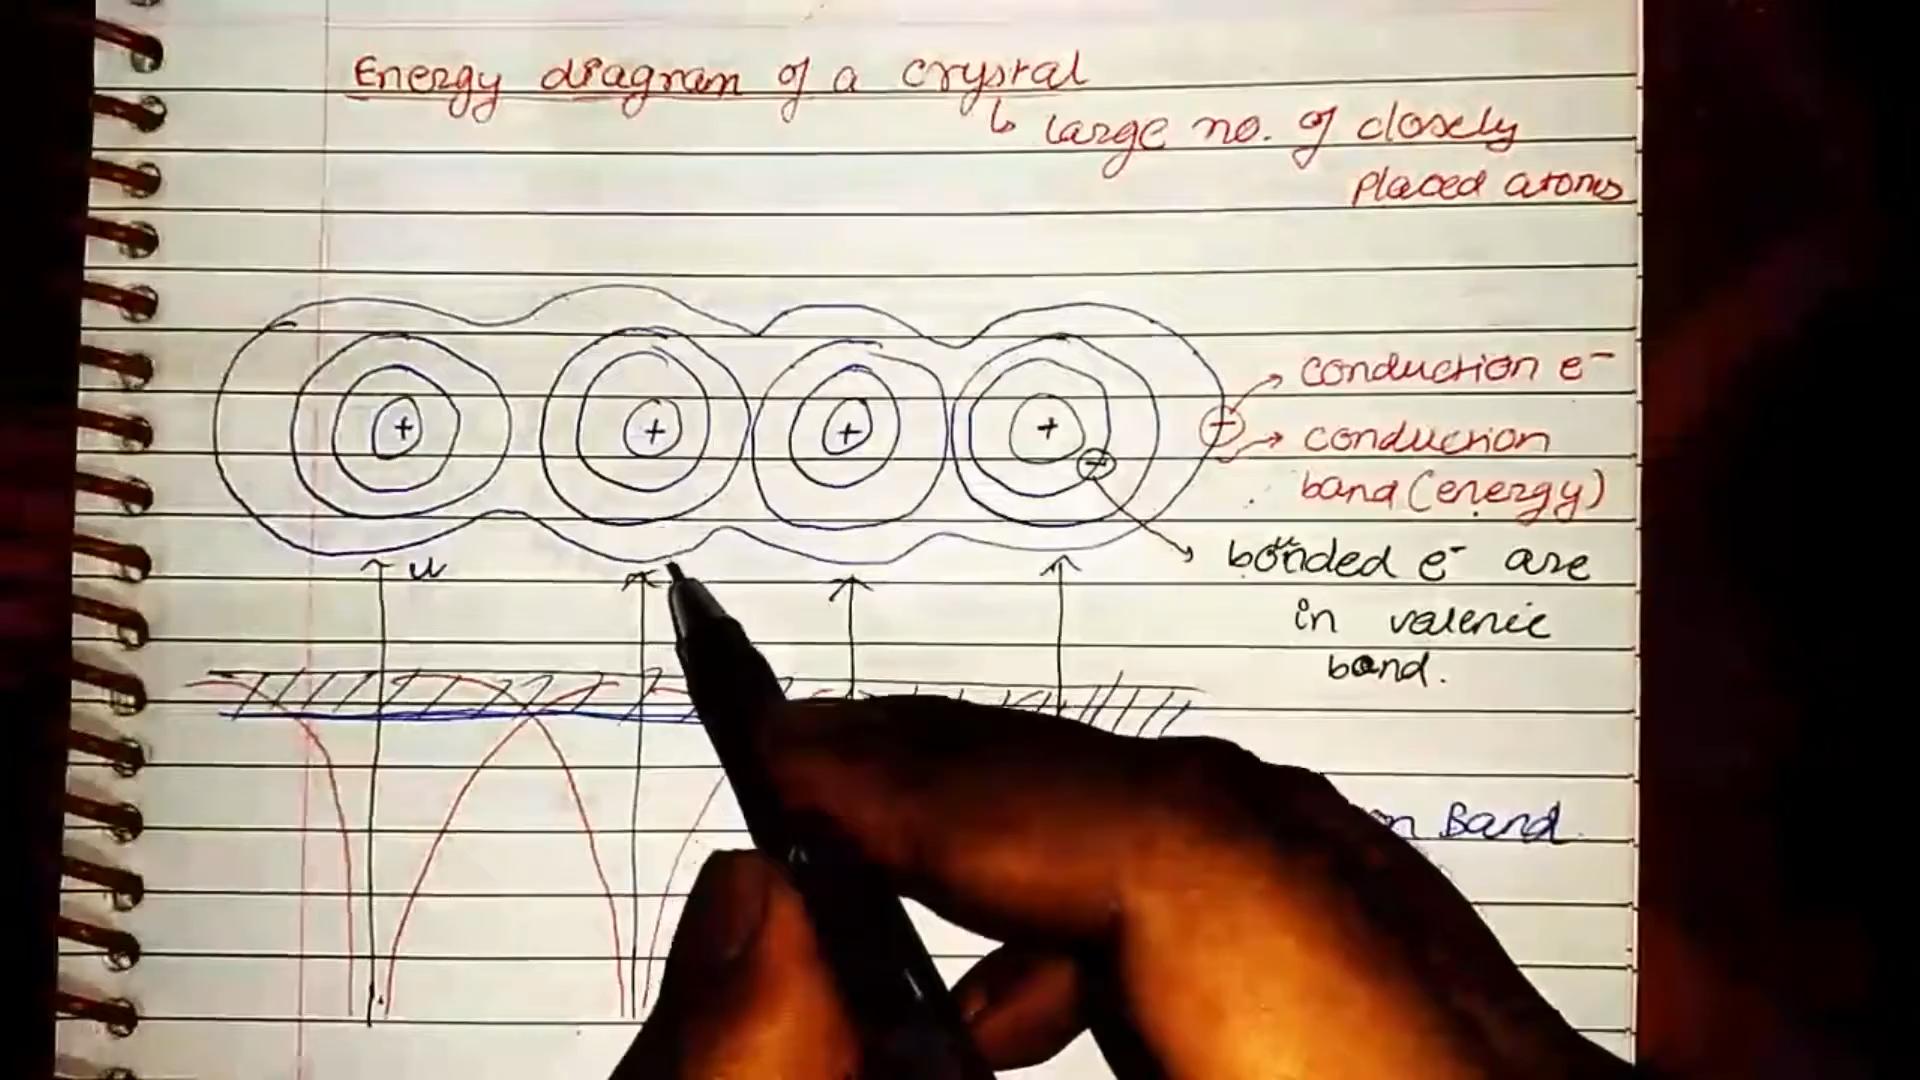 Energy diagram of a crystal
↳ large no. of closely
placed atoms
+ + + +
conduction e⁻
conduction
band (energy)
−
−
bonded e⁻ are
in valence
band.
u
Band